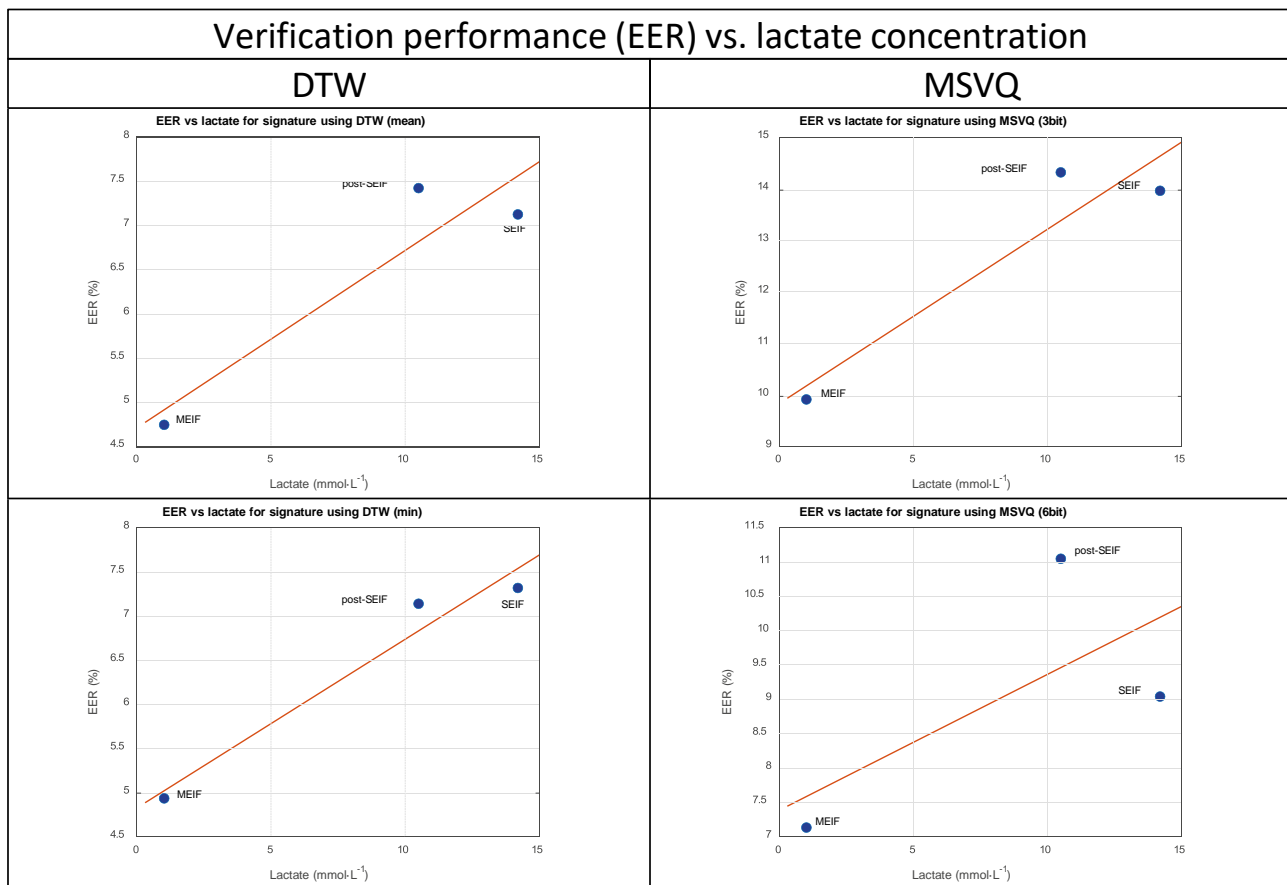 Verification performance (EER) vs. lactate concentration
DTW
MSVQ
EER vs lactate for signature using DTW (mean)
8
7.5
7
6.5
6
5.5
5
4.5
EER (%)
post-SEIF
SEIF
MEIF
0
5
10
15
Lactate (mmol·L-1)
EER vs lactate for signature using MSVQ (3bit)
15
14
13
12
11
10
9
EER (%)
post-SEIF
SEIF
MEIF
0
5
10
15
Lactate (mmol·L-1)
EER vs lactate for signature using DTW (min)
8
7.5
7
6.5
6
5.5
5
4.5
EER (%)
post-SEIF
SEIF
MEIF
0
5
10
15
Lactate (mmol·L-1)
EER vs lactate for signature using MSVQ (6bit)
11.5
11
10.5
10
9.5
9
8.5
8
7.5
7
EER (%)
post-SEIF
SEIF
MEIF
0
5
10
15
Lactate (mmol·L-1)